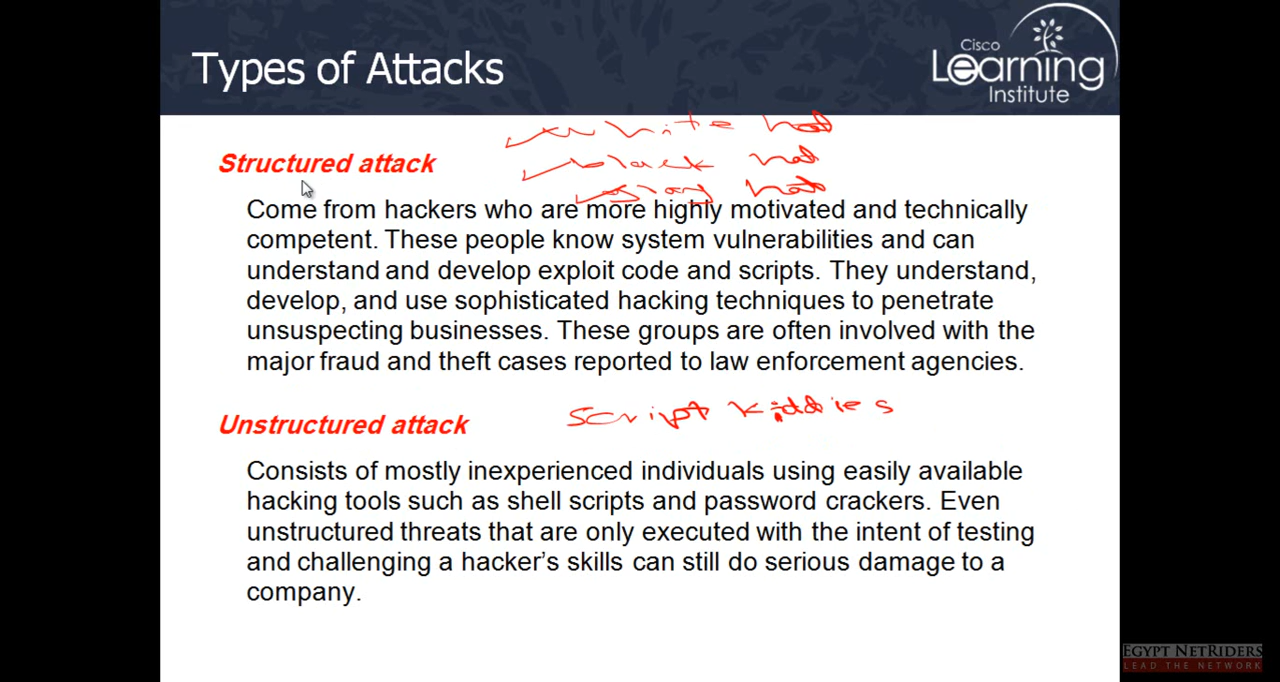 Types of Attacks
Cisco
Learning
Institute
white hat
Structured attack
black hat
gray hat
Come from hackers who are more highly motivated and technically
competent. These people know system vulnerabilities and can
understand and develop exploit code and scripts. They understand,
develop, and use sophisticated hacking techniques to penetrate
unsuspecting businesses. These groups are often involved with the
major fraud and theft cases reported to law enforcement agencies.
Unstructured attack
script kiddies
Consists of mostly inexperienced individuals using easily available
hacking tools such as shell scripts and password crackers. Even
unstructured threats that are only executed with the intent of testing
and challenging a hacker's skills can still do serious damage to a
company.
EGYPT NETRIDERS
LEAD THE NETWORK